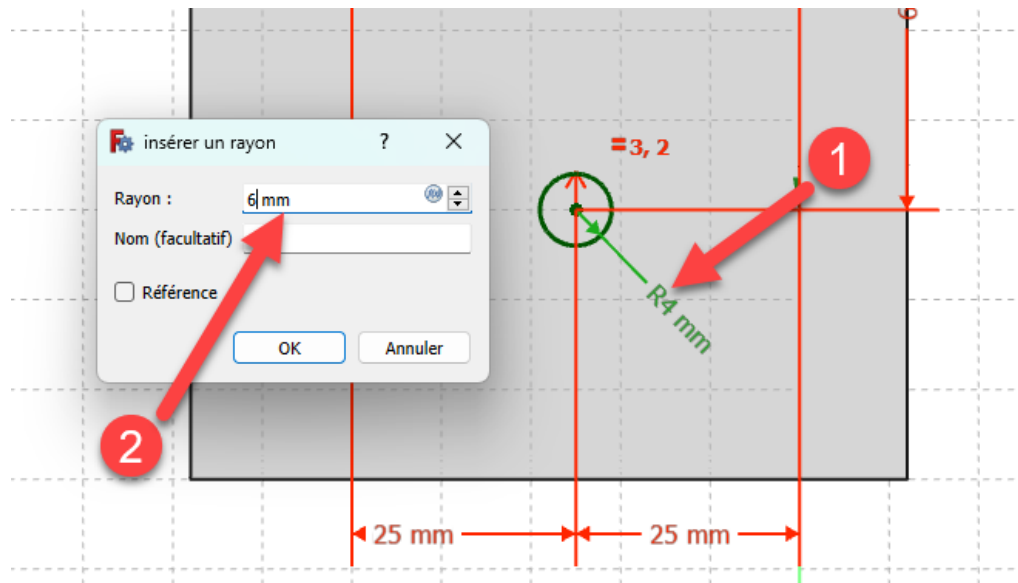 insérer un rayon ?
Rayon :
6 mm
Nom (facultatif)
Référence
OK
Annuler
=3, 2
1
R4 mm
2
25 mm
25 mm